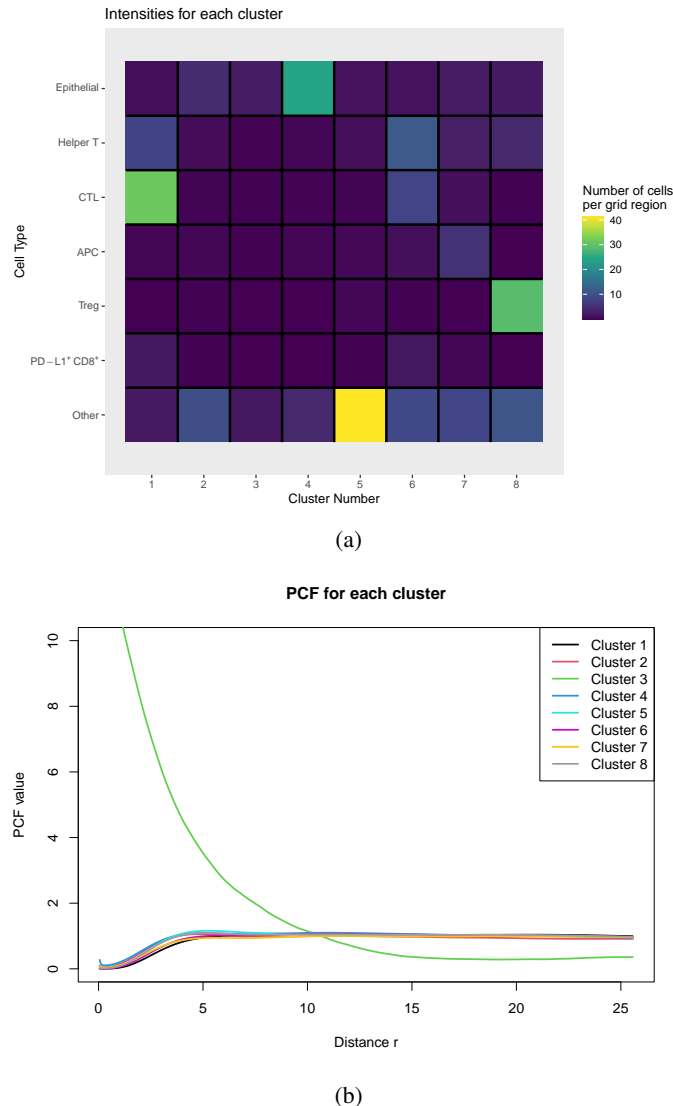 Intensities for each cluster
Cell Type
Epithelial
Helper T
CTL
APC
Treg
PD−L1⁺ CD8⁺
Other
1 2 3 4 5 6 7 8
Cluster Number
Number of cells
per grid region
40
30
20
10
(a)
PCF for each cluster
PCF value
10
8
6
4
2
0
Cluster 1
Cluster 2
Cluster 3
Cluster 4
Cluster 5
Cluster 6
Cluster 7
Cluster 8
0 5 10 15 20 25
Distance r
(b)